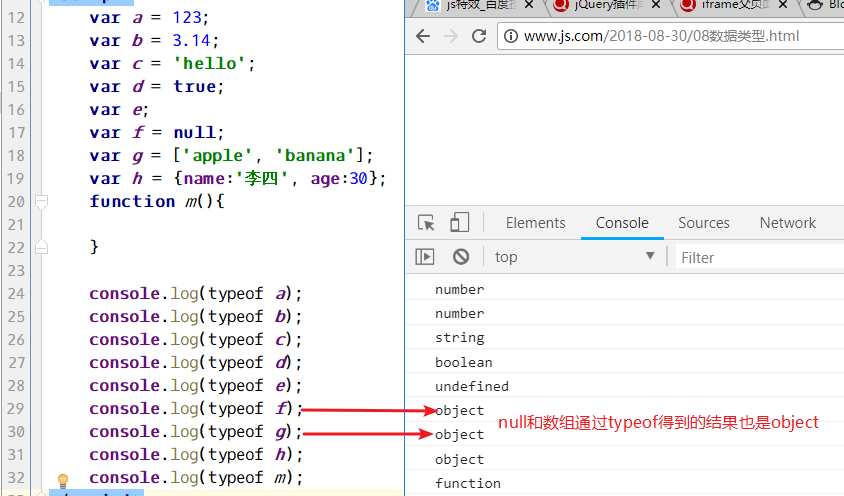 js特效_百度搜
jQuery插件库
iframe父页面
Blo
www.js.com/2018-08-30/08数据类型.html
12 var a = 123;
13 var b = 3.14;
14 var c = 'hello';
15 var d = true;
16 var e;
17 var f = null;
18 var g = ['apple', 'banana'];
19 var h = {name:'李四', age:30};
20 function m(){
21
22 }
23
24 console.log(typeof a);
25 console.log(typeof b);
26 console.log(typeof c);
27 console.log(typeof d);
28 console.log(typeof e);
29 console.log(typeof f);
30 console.log(typeof g);
31 console.log(typeof h);
32 console.log(typeof m);
Elements Console Sources Network
top Filter
number
number
string
boolean
undefined
object
object
object
function
null和数组通过typeof得到的结果也是object